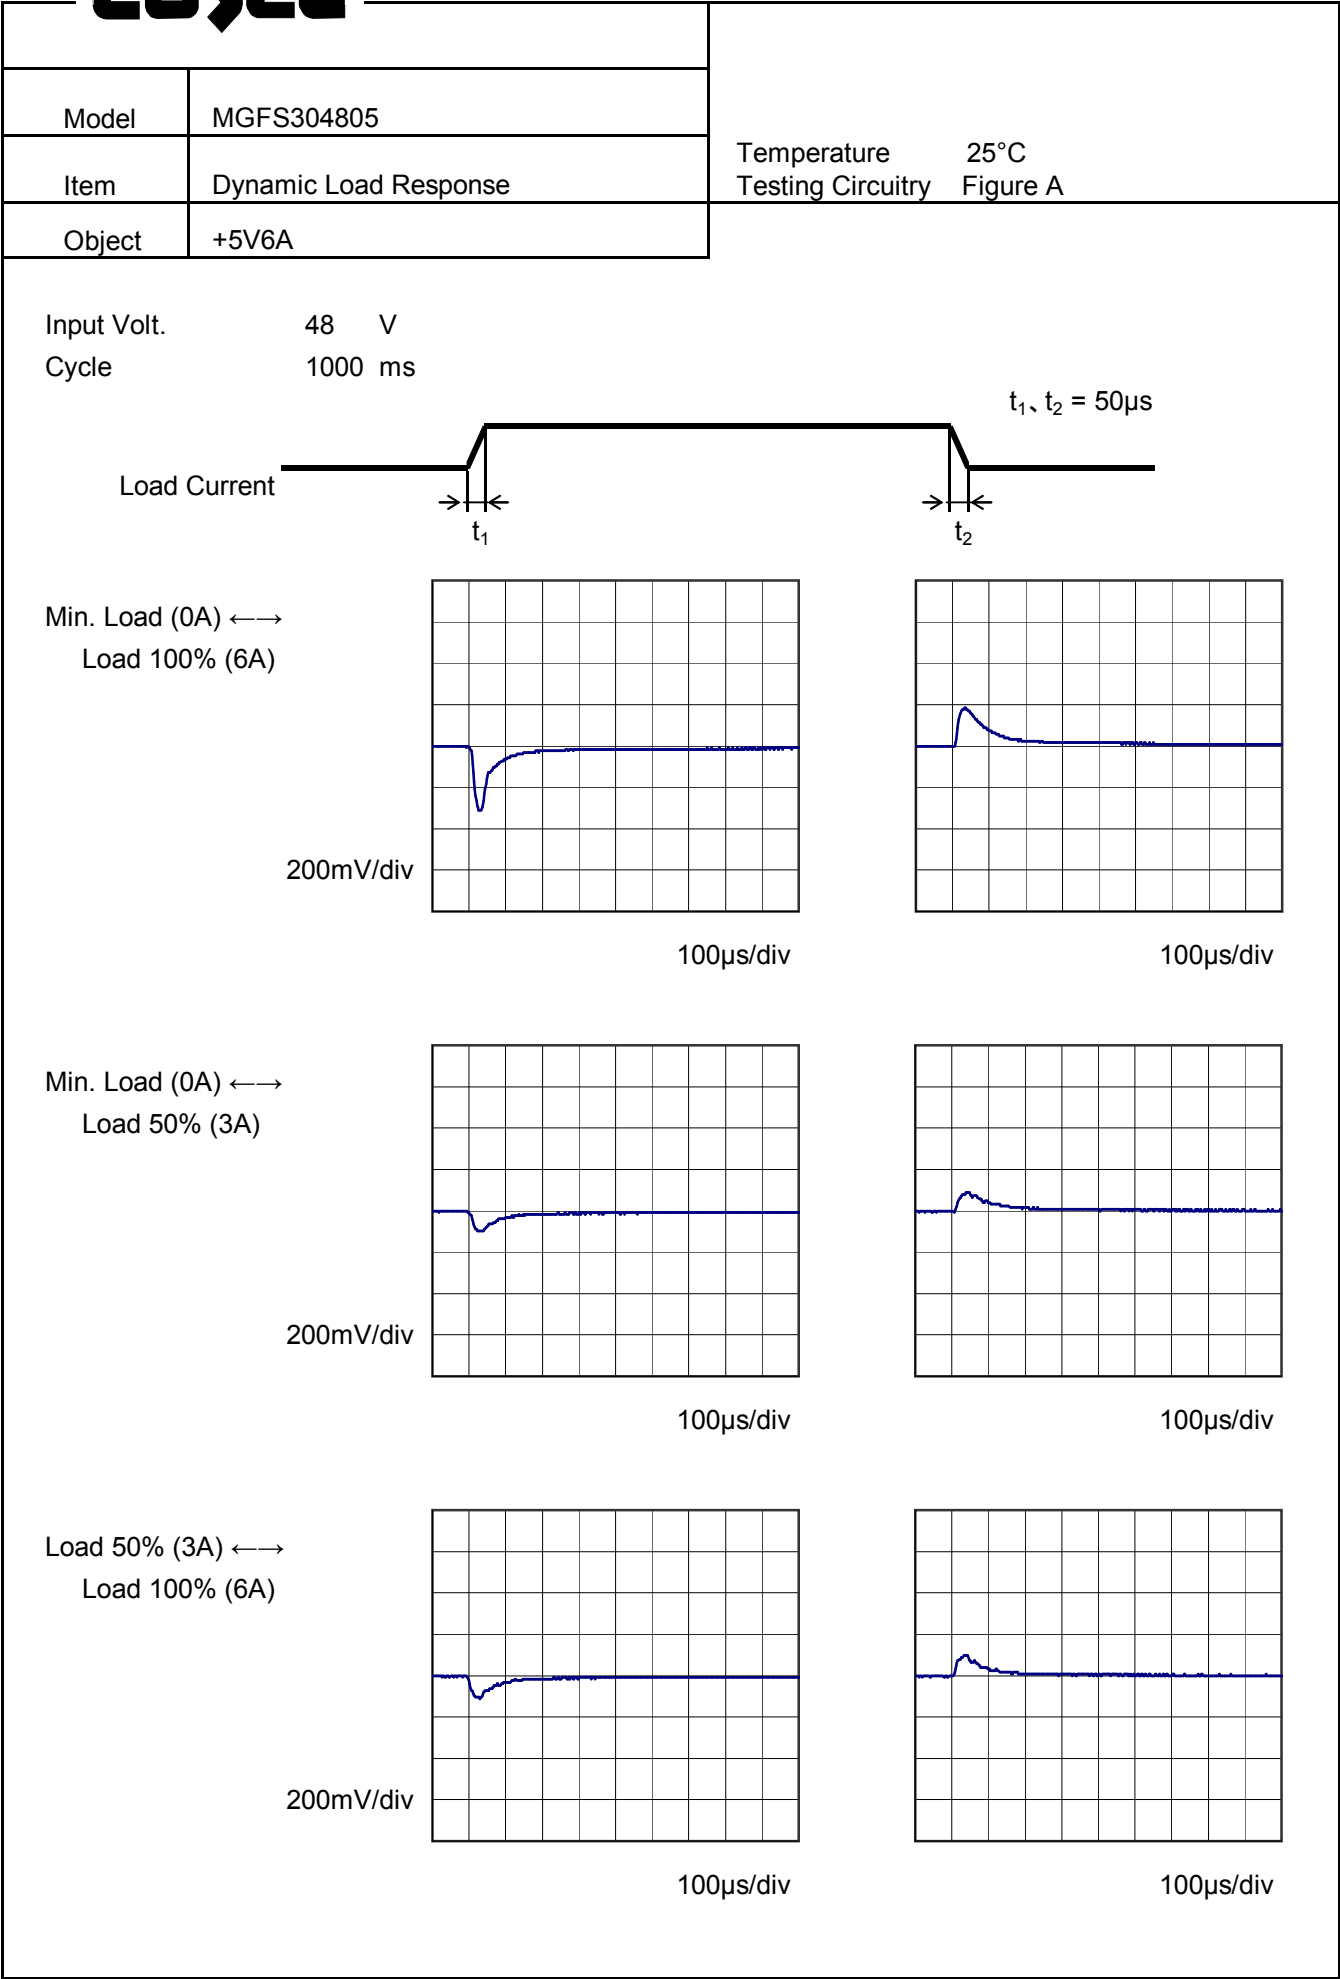 Model MGFS304805
Temperature 25°C
Item Dynamic Load Response
Testing Circuitry Figure A
Object +5V6A
Input Volt. 48 V
Cycle 1000 ms
t₁、t₂ = 50µs
Load Current
t₁ t₂
Min. Load (0A) ←→
Load 100% (6A)
200mV/div
100µs/div 100µs/div
Min. Load (0A) ←→
Load 50% (3A)
200mV/div
100µs/div 100µs/div
Load 50% (3A) ←→
Load 100% (6A)
200mV/div
100µs/div 100µs/div